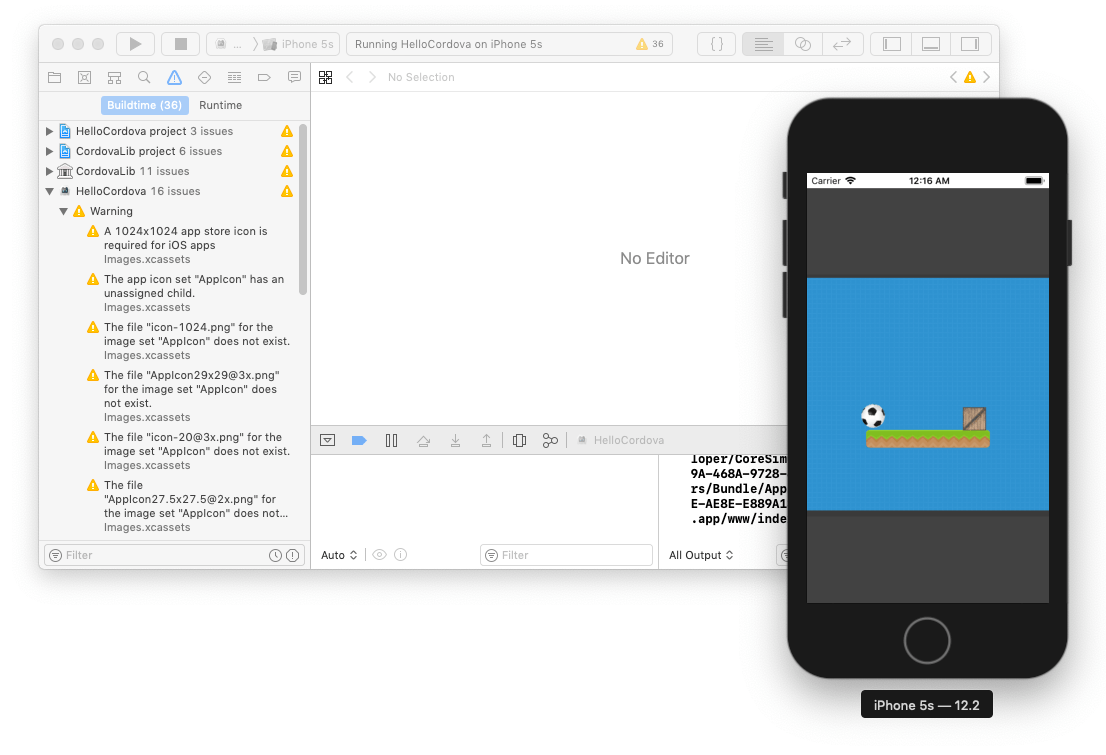 ... iPhone 5s
Running HelloCordova on iPhone 5s
36
{ }
No Selection
Buildtime (36) Runtime
HelloCordova project 3 issues
CordovaLib project 6 issues
CordovaLib 11 issues
HelloCordova 16 issues
Warning
A 1024x1024 app store icon is
required for iOS apps
Images.xcassets
The app icon set "AppIcon" has an
unassigned child.
Images.xcassets
The file "icon-1024.png" for the
image set "AppIcon" does not exist.
Images.xcassets
The file "AppIcon29x29@3x.png"
for the image set "AppIcon" does
not exist.
Images.xcassets
The file "icon-20@3x.png" for the
image set "AppIcon" does not exist.
Images.xcassets
The file
"AppIcon27.5x27.5@2x.png" for
the image set "AppIcon" does not...
Images.xcassets
Filter
No Editor
HelloCordova
loper/CoreSim
9A-468A-9728-
rs/Bundle/App
E-AE8E-E889A1
.app/www/inde
Auto
Filter
All Output
Carrier 12:16 AM
iPhone 5s — 12.2